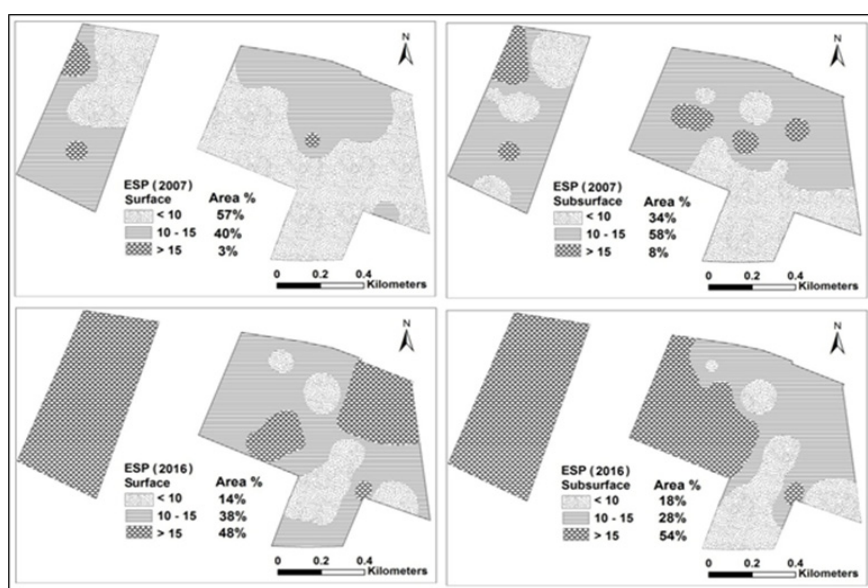 N
ESP (2007)
Surface Area %
< 10 57%
10 - 15 40%
> 15 3%
0 0.2 0.4
Kilometers
N
ESP (2007)
Subsurface Area %
< 10 34%
10 - 15 58%
> 15 8%
0 0.2 0.4
Kilometers
N
ESP (2016)
Surface Area %
< 10 14%
10 - 15 38%
> 15 48%
0 0.2 0.4
Kilometers
N
ESP (2016)
Subsurface Area %
< 10 18%
10 - 15 28%
> 15 54%
0 0.2 0.4
Kilometers